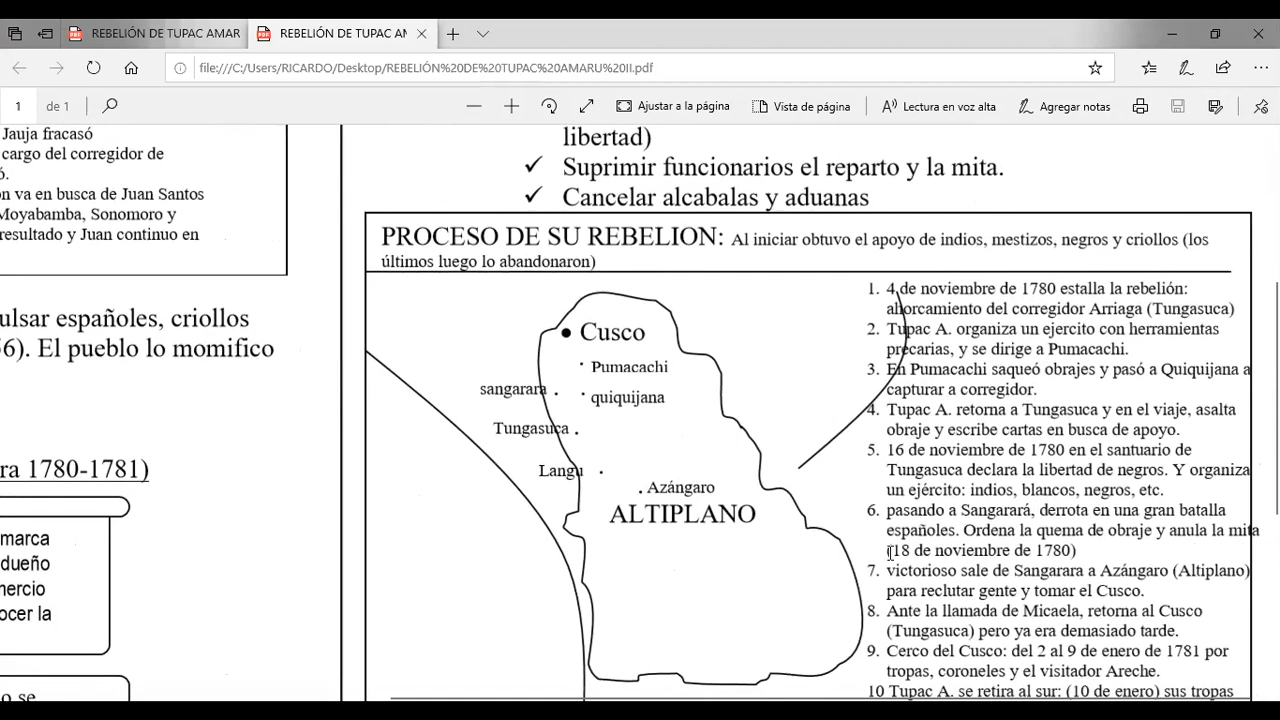 REBELIÓN DE TUPAC AMAR
REBELIÓN DE TUPAC AM
file:///C:/Users/RICARDO/Desktop/REBELIÓN%20DE%20TUPAC%20AMARU%20II.pdf
1 de 1
Ajustar a la página
Vista de página
Lectura en voz alta
Agregar notas
Jauja fracasó
cargo del corregidor de
ó.
ón va en busca de Juan Santos
Moyabamba, Sonomoro y
resultado y Juan continuo en
ulsar españoles, criollos
56). El pueblo lo momifico
ra 1780-1781)
marca
dueño
mercio
ocer la
o se
libertad)
✓ Suprimir funcionarios el reparto y la mita.
✓ Cancelar alcabalas y aduanas
PROCESO DE SU REBELION: Al iniciar obtuvo el apoyo de indios, mestizos, negros y criollos (los
últimos luego lo abandonaron)
Cusco
Pumacachi
sangarara
quiquijana
Tungasuca
Langu
Azángaro
ALTIPLANO
1. 4 de noviembre de 1780 estalla la rebelión:
ahorcamiento del corregidor Arriaga (Tungasuca)
2. Tupac A. organiza un ejercito con herramientas
precarias, y se dirige a Pumacachi.
3. En Pumacachi saqueó obrajes y pasó a Quiquijana a
capturar a corregidor.
4. Tupac A. retorna a Tungasuca y en el viaje, asalta
obraje y escribe cartas en busca de apoyo.
5. 16 de noviembre de 1780 en el santuario de
Tungasuca declara la libertad de negros. Y organiza
un ejército: indios, blancos, negros, etc.
6. pasando a Sangarará, derrota en una gran batalla
españoles. Ordena la quema de obraje y anula la mita
(18 de noviembre de 1780)
7. victorioso sale de Sangarara a Azángaro (Altiplano)
para reclutar gente y tomar el Cusco.
8. Ante la llamada de Micaela, retorna al Cusco
(Tungasuca) pero ya era demasiado tarde.
9. Cerco del Cusco: del 2 al 9 de enero de 1781 por
tropas, coroneles y el visitador Areche.
10 Tupac A. se retira al sur: (10 de enero) sus tropas